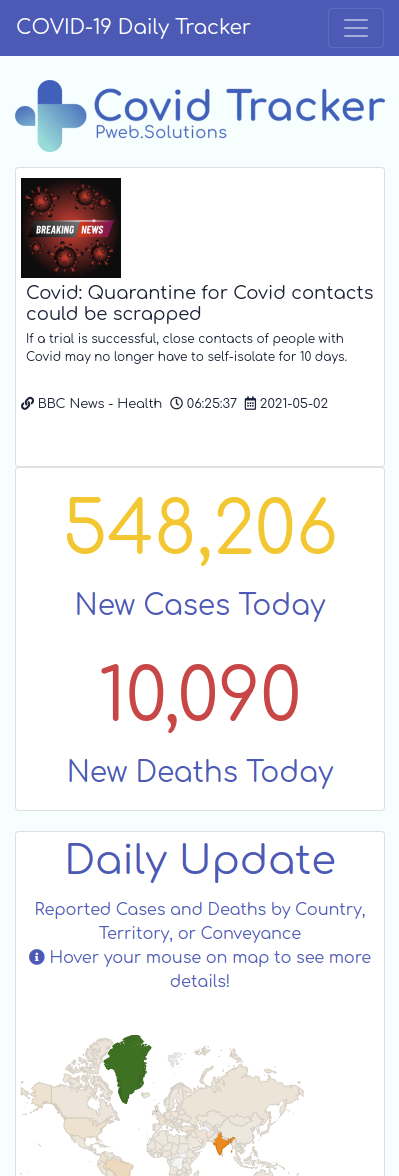 COVID-19 Daily Tracker
Covid Tracker
Pweb.Solutions
BREAKING NEWS
Covid: Quarantine for Covid contacts
could be scrapped
If a trial is successful, close contacts of people with
Covid may no longer have to self-isolate for 10 days.
BBC News - Health 06:25:37 2021-05-02
548,206
New Cases Today
10,090
New Deaths Today
Daily Update
Reported Cases and Deaths by Country,
Territory, or Conveyance
Hover your mouse on map to see more
details!